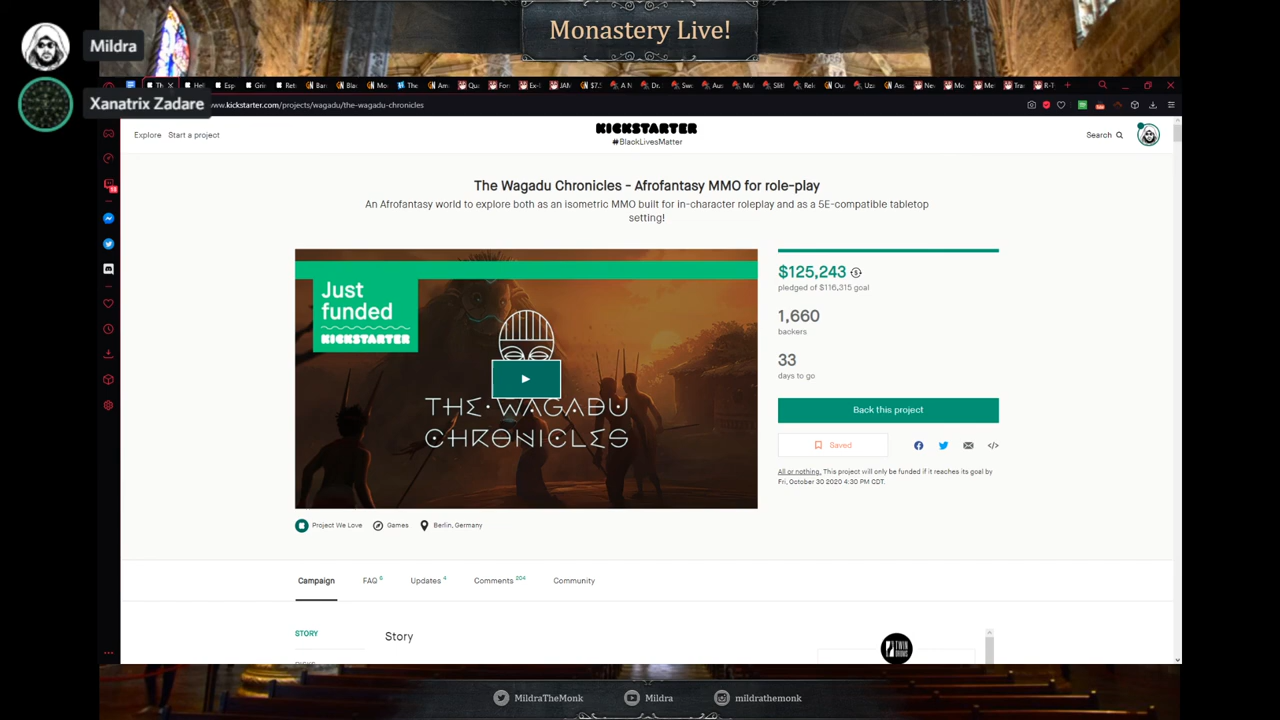 Monastery Live!
Mildra
Xanatrix Zadare
www.kickstarter.com/projects/wagadu/the-wagadu-chronicles
Explore
Start a project
KICKSTARTER
#BlackLivesMatter
Search
The Wagadu Chronicles - Afrofantasy MMO for role-play
An Afrofantasy world to explore both as an isometric MMO built for in-character roleplay and as a 5E-compatible tabletop
setting!
Just
funded
KICKSTARTER
THE·WAGADU
CHRONICLES
$125,243
pledged of $116,315 goal
1,660
backers
33
days to go
Back this project
Saved
All or nothing. This project will only be funded if it reaches its goal by
Fri, October 30 2020 4:30 PM CDT.
Project We Love
Games
Berlin, Germany
Campaign
FAQ 6
Updates 4
Comments 204
Community
STORY
Story
TWIN
DRUMS
MildraTheMonk
Mildra
mildrathemonk